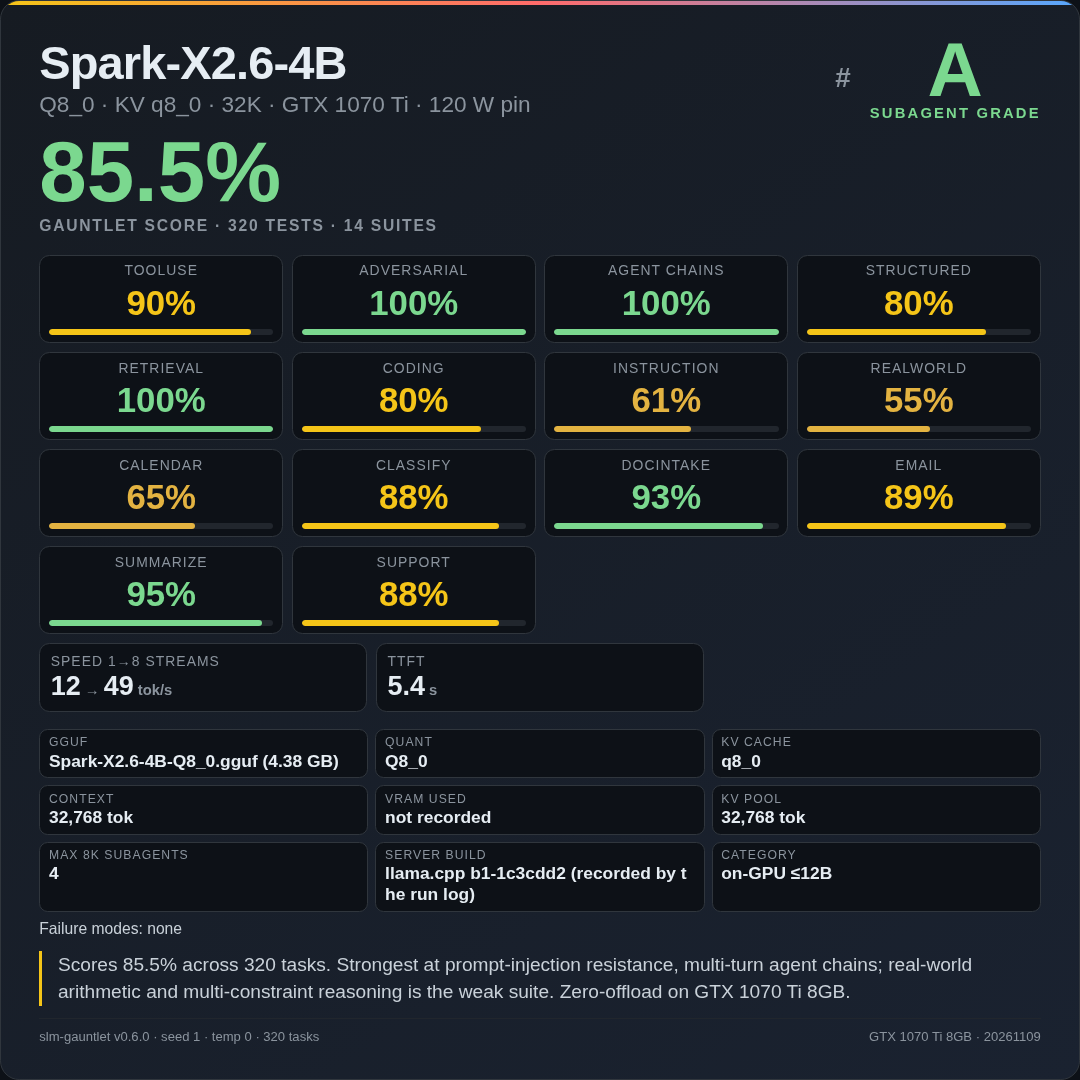 Spark-X2.6-4B
Q8_0 · KV q8_0 · 32K · GTX 1070 Ti · 120 W pin
#
A
SUBAGENT GRADE
85.5%
GAUNTLET SCORE · 320 TESTS · 14 SUITES
TOOLUSE
90%
ADVERSARIAL
100%
AGENT CHAINS
100%
STRUCTURED
80%
RETRIEVAL
100%
CODING
80%
INSTRUCTION
61%
REALWORLD
55%
CALENDAR
65%
CLASSIFY
88%
DOCINTAKE
93%
EMAIL
89%
SUMMARIZE
95%
SUPPORT
88%
SPEED 1→8 STREAMS
12 → 49 tok/s
TTFT
5.4 s
GGUF
Spark-X2.6-4B-Q8_0.gguf (4.38 GB)
QUANT
Q8_0
KV CACHE
q8_0
CONTEXT
32,768 tok
VRAM USED
not recorded
KV POOL
32,768 tok
MAX 8K SUBAGENTS
4
SERVER BUILD
llama.cpp b1-1c3cdd2 (recorded by t
he run log)
CATEGORY
on-GPU ≤12B
Failure modes: none
Scores 85.5% across 320 tasks. Strongest at prompt-injection resistance, multi-turn agent chains; real-world
arithmetic and multi-constraint reasoning is the weak suite. Zero-offload on GTX 1070 Ti 8GB.
slm-gauntlet v0.6.0 · seed 1 · temp 0 · 320 tasks
GTX 1070 Ti 8GB · 20261109